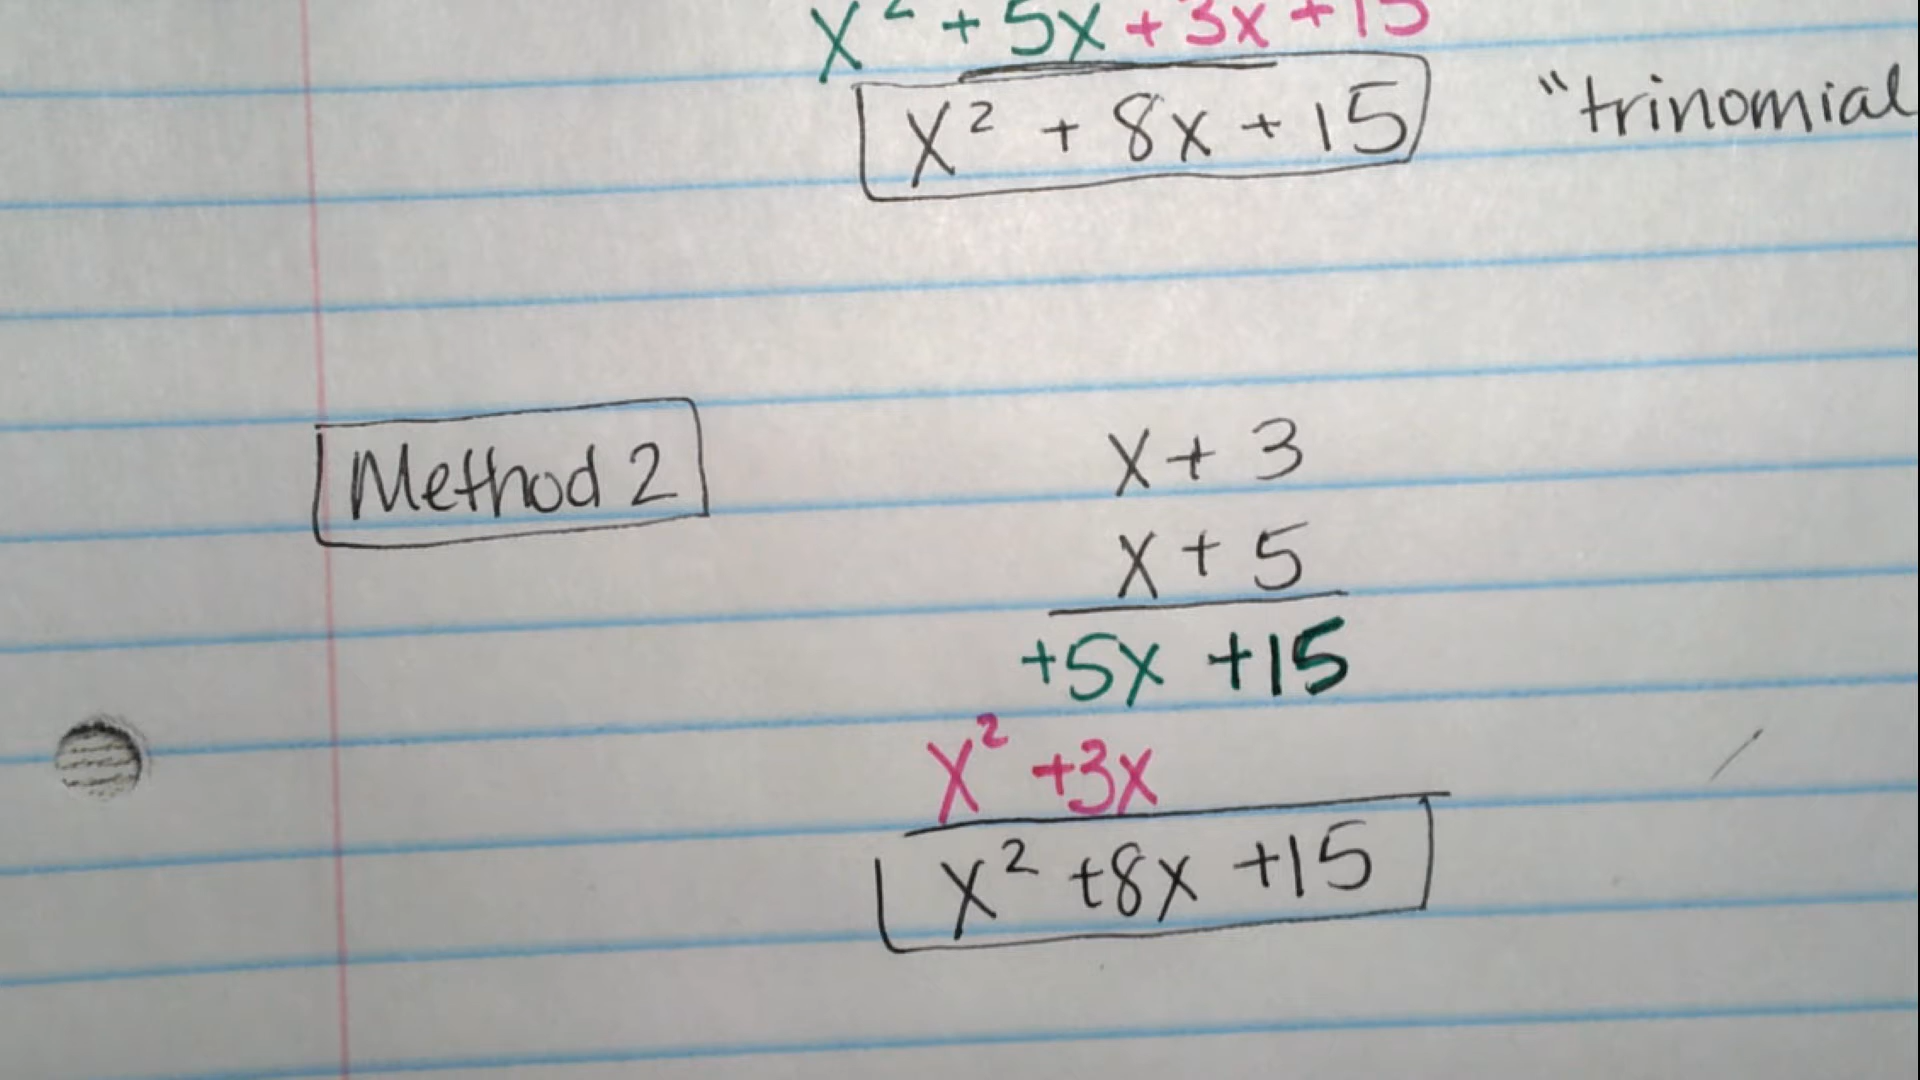 x² + 5x + 3x + 15
x² + 8x + 15 "trinomial
Method 2
x + 3
x + 5
+5x +15
x² +3x
x² +8x +15